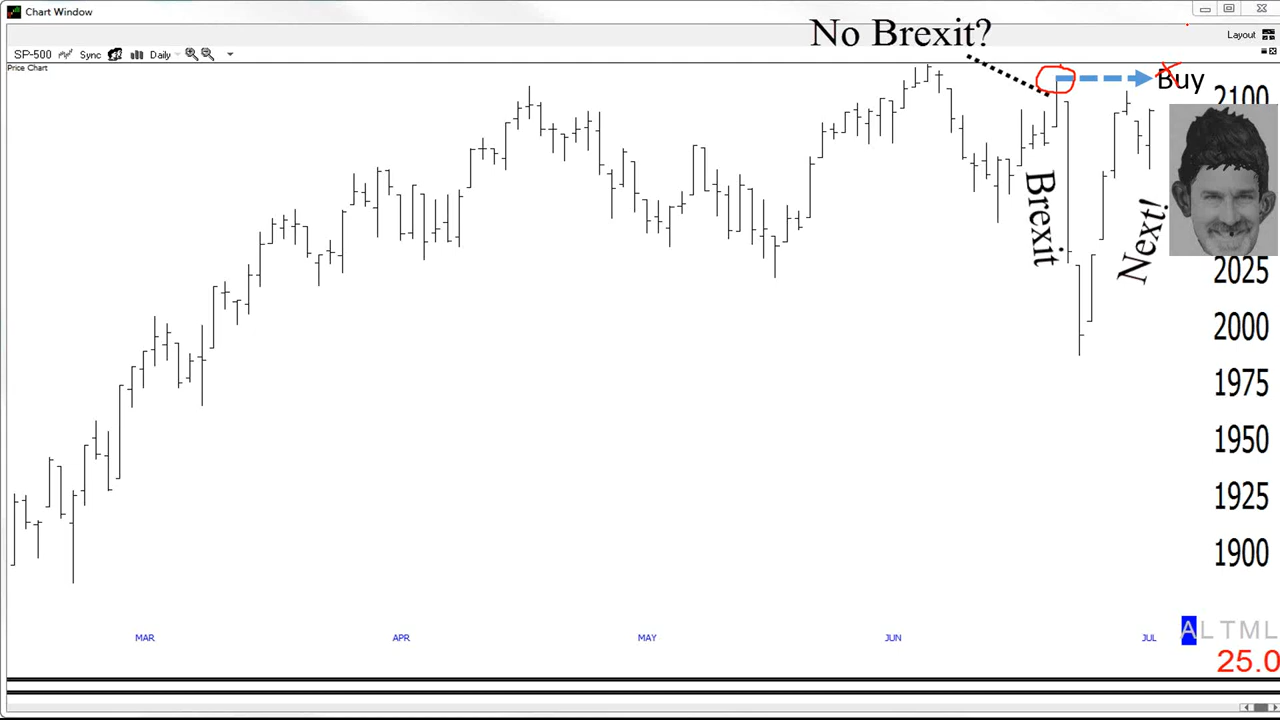 Chart Window
No Brexit?
Layout
SP-500
Sync
Daily
Price Chart
Buy
2100
Brexit
Next!
2025
2000
1975
1950
1925
1900
MAR
APR
MAY
JUN
JUL
ALTML
25.0